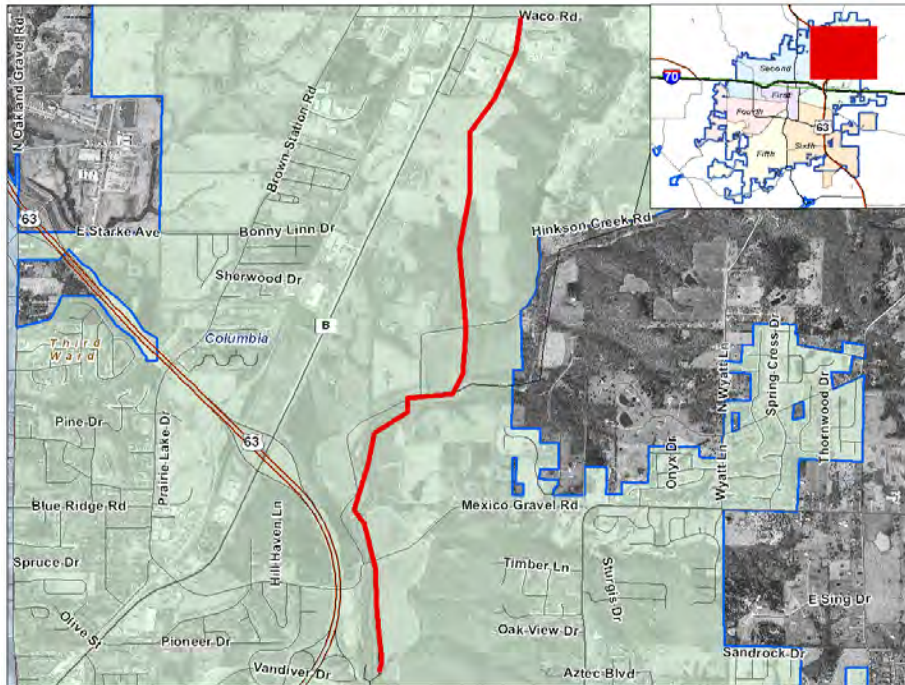 Waco Rd
N Oakland Gravel Rd
Brown Station Rd
70
Second
First
Fourth
63
Fifth
Sixth
63
E Starke Ave
Bonny Linn Dr
Hinkson Creek Rd
Sherwood Dr
B
Columbia
Third
Ward
N Wyatt Ln
Spring Cress Dr
Thornwood Dr
Pine Dr
63
Prairie Lake Dr
Onyx Dr
Wyatt Ln
Blue Ridge Rd
Mexico Gravel Rd
Hill Haven Ln
Spruce Dr
Timber Ln
Sturgis Dr
E Sing Dr
Olive St
Pioneer Dr
Oak View Dr
Vandiver Dr
Aztec Blvd
Sandrock Dr